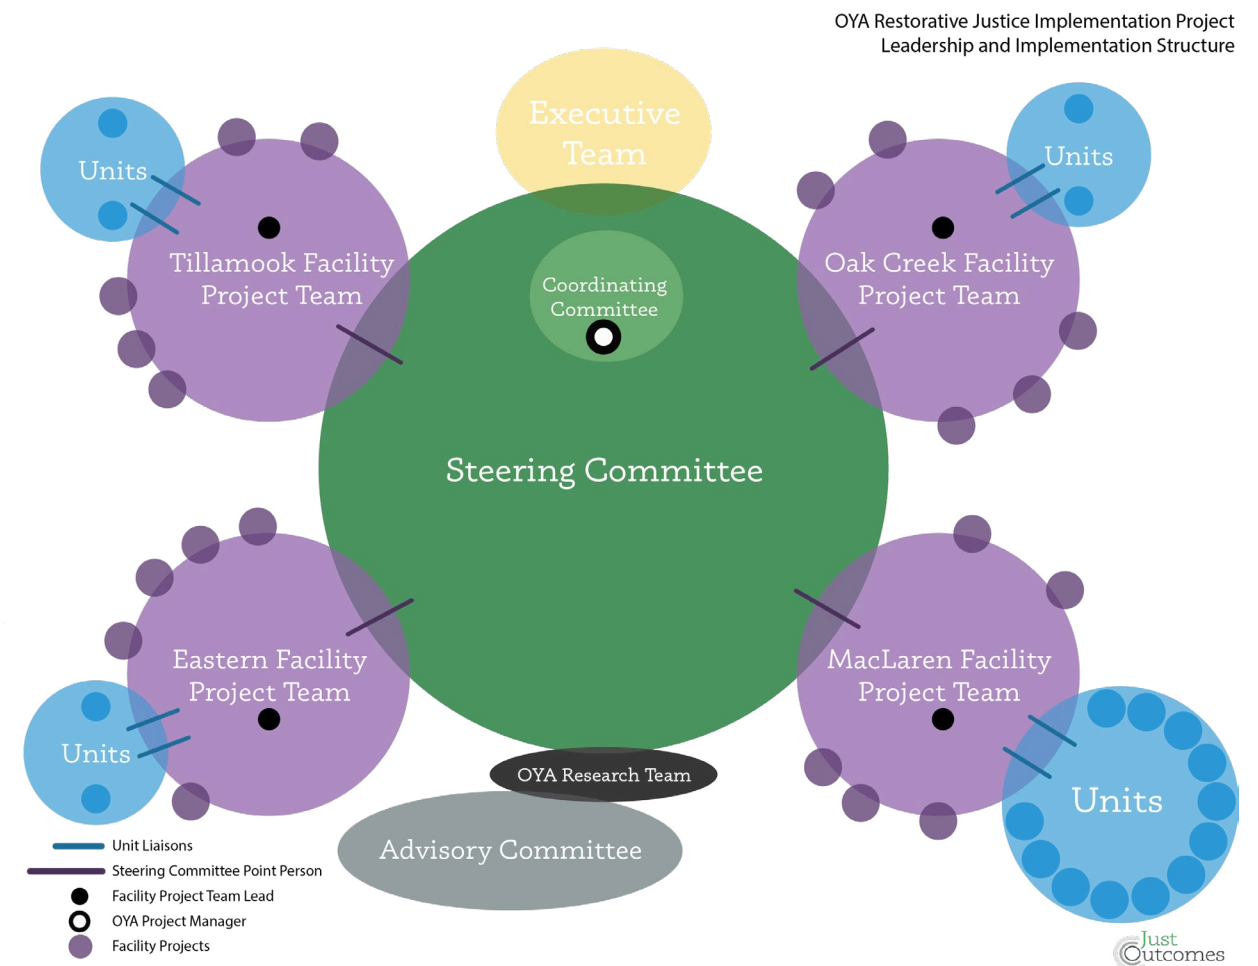 OYA Restorative Justice Implementation Project
Leadership and Implementation Structure
Executive
Team
Units
Units
Tillamook Facility
Project Team
Coordinating
Committee
Oak Creek Facility
Project Team
Steering Committee
Eastern Facility
Project Team
MacLaren Facility
Project Team
Units
OYA Research Team
Units
Advisory Committee
Unit Liaisons
Steering Committee Point Person
Facility Project Team Lead
OYA Project Manager
Facility Projects
Just
Outcomes